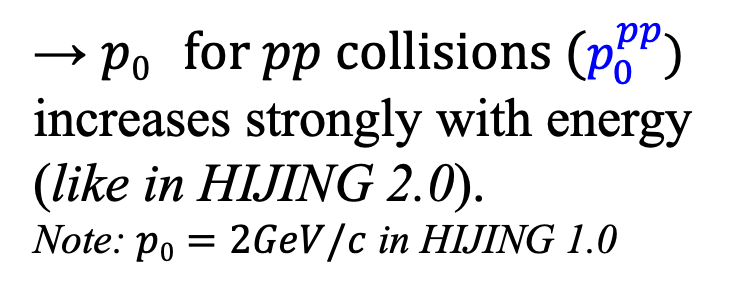 → p₀ for pp collisions (p₀ᵖᵖ)
increases strongly with energy
(like in HIJING 2.0).
Note: p₀ = 2GeV/c in HIJING 1.0